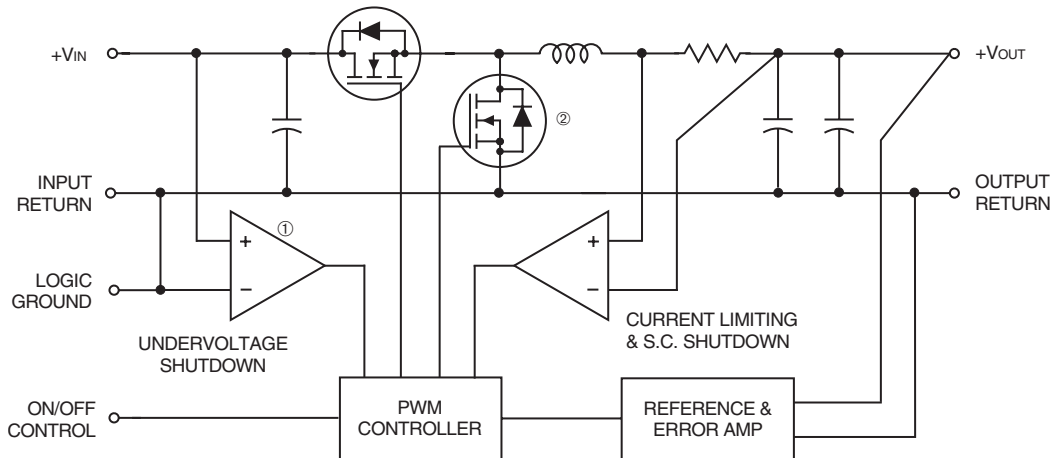 +VIN
+VOUT
②
INPUT
RETURN
OUTPUT
RETURN
①
+
−
+
−
LOGIC
GROUND
UNDERVOLTAGE
SHUTDOWN
CURRENT LIMITING
& S.C. SHUTDOWN
ON/OFF
CONTROL
PWM
CONTROLLER
REFERENCE &
ERROR AMP